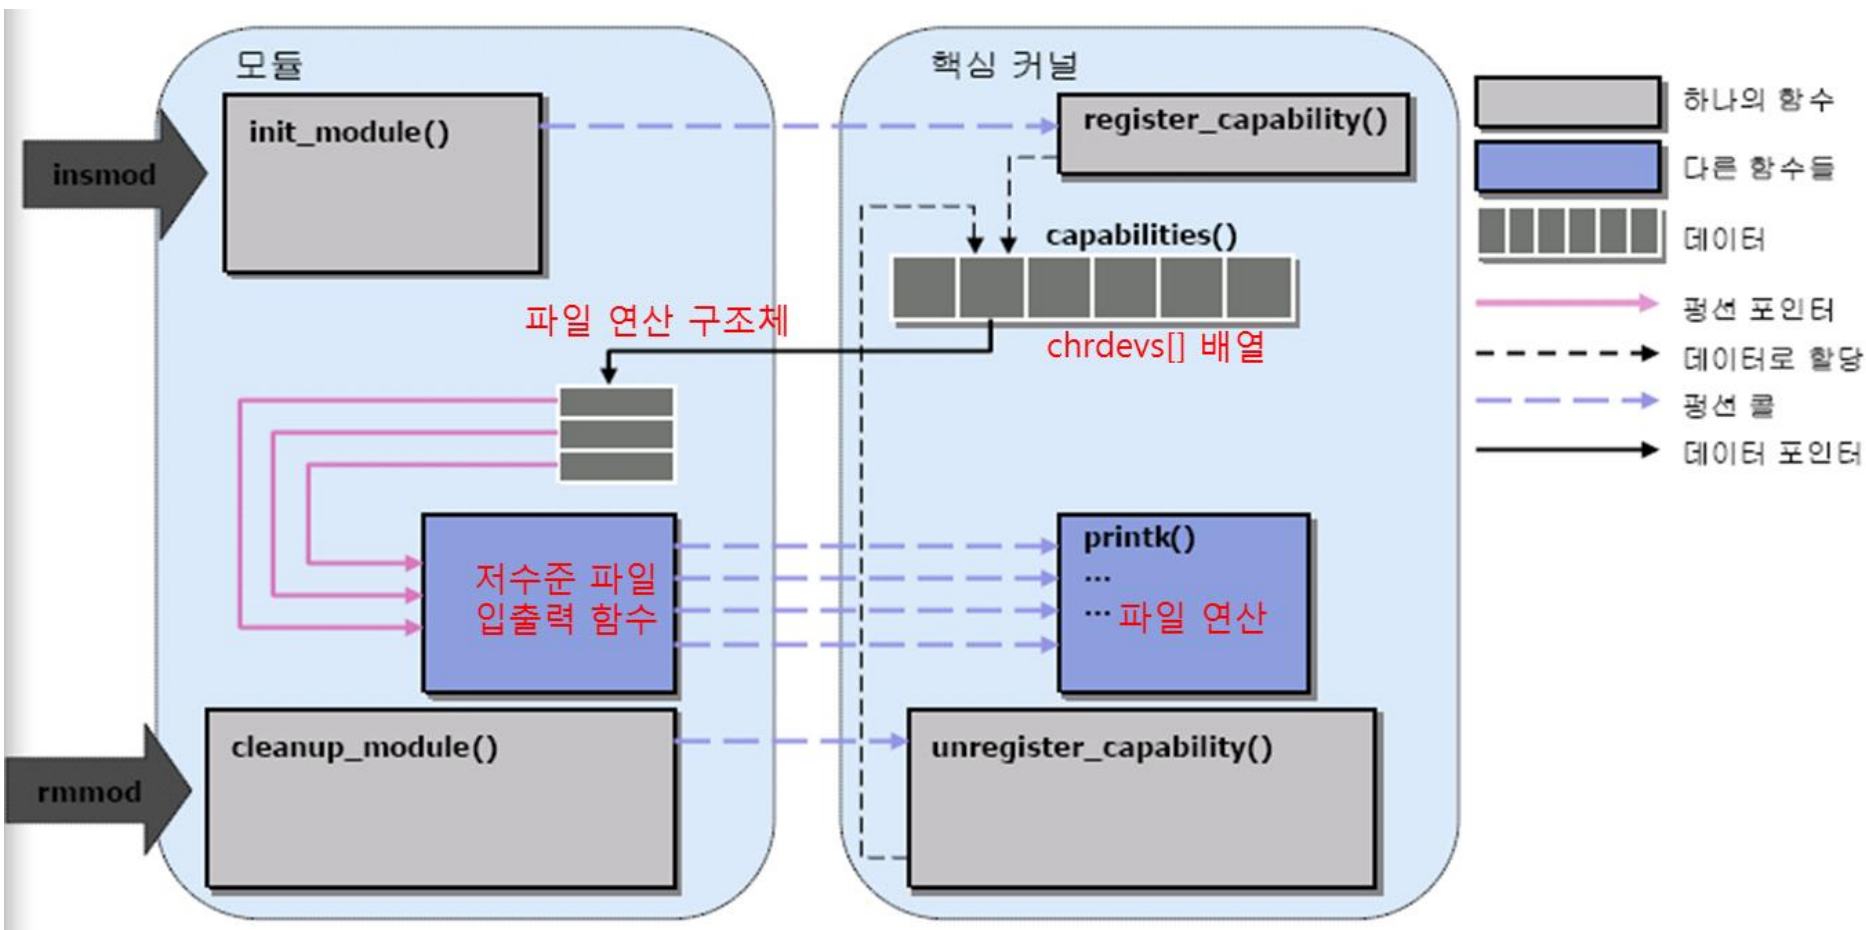 모듈
핵심 커널
init_module()
register_capability()
insmod
capabilities()
파일 연산 구조체
chrdevs[] 배열
저수준 파일
입출력 함수
printk()
...
... 파일 연산
cleanup_module()
unregister_capability()
rmmod
하나의 함수
다른 함수들
데이터
펑션 포인터
데이터로 할당
펑션 콜
데이터 포인터